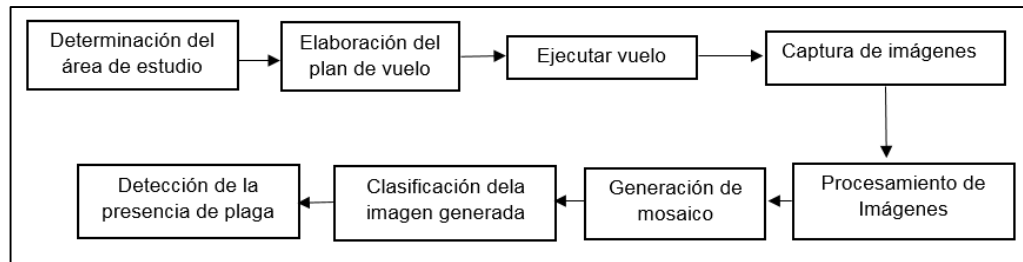 Determinación del
área de estudio
Elaboración del
plan de vuelo
Ejecutar vuelo
Captura de imágenes
Procesamiento de
Imágenes
Generación de
mosaico
Clasificación dela
imagen generada
Detección de la
presencia de plaga